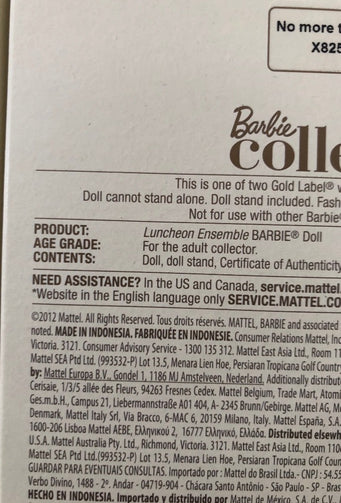 No more
X825
Barbie
colle
This is one of two Gold Label®
Doll cannot stand alone. Doll stand included. Fash
Not for use with other Barbie
PRODUCT: Luncheon Ensemble BARBIE® Doll
AGE GRADE: For the adult collector.
CONTENTS: Doll, doll stand, Certificate of Authenticity
NEED ASSISTANCE? In the US and Canada, service.mattel.
*Website in the English language only SERVICE.MATTEL.CO
©2012 Mattel. All Rights Reserved. Tous droits réservés. MATTEL, BARBIE and associated
noted. MADE IN INDONESIA. FABRIQUÉE EN INDONESIE. Consumer Relations Mattel, Inc
Victoria. 3121. Consumer Advisory Service - 1300 135 312. Mattel East Asia Ltd., Room 11
Mattel SEA Ptd Ltd. (993532-P) Lot 13.5, Menara Lien Hoe, Persiaran Tropicana Golf Country
by: Mattel Europa B.V., Gondel 1, 1186 MJ Amstelveen, Nederland. Additionally distribut
Cerisaie, 1/3/5 allée des Fleurs, 94263 Fresnes Cedex. Mattel Belgium, Trade Mart, Atomi
Ges.m.b.H., Campus 21, Liebermannstraße A01 404, A- 2345 Brunn/Gebirge. Mattel AG, M
Denmark, Mattel Italy Srl, Via Bracco, 6-MAC 6, 20159 Milano, Italy. Mattel España, S.A.
1600-206 Lisboa Mattel AEBE, Ελληνικού 2, 16777 Ελληνικό, Ελλάδα. Distributed elsewh
U.S.A. Mattel Australia Pty. Ltd., Richmond, Victoria. 3121. Mattel East Asia Ltd., Room 110
Mattel SEA Ptd Ltd.(993532-P) Lot 13.5, Menara Lien Hoe, Persiaran Tropicana Golf Coun
GUARDAR PARA EVENTUAIS CONSULTAS. Importado por : Mattel do Brasil Ltda.- CNPJ : 54.55
Verbo Divino, 1488 - 2º. Andar - 04719-904 - Chácara Santo Antônio - São Paulo - SP - Bras
HECHO EN INDONESIA. Importado y distribuido por Mattel de México, S.A. de C.V.